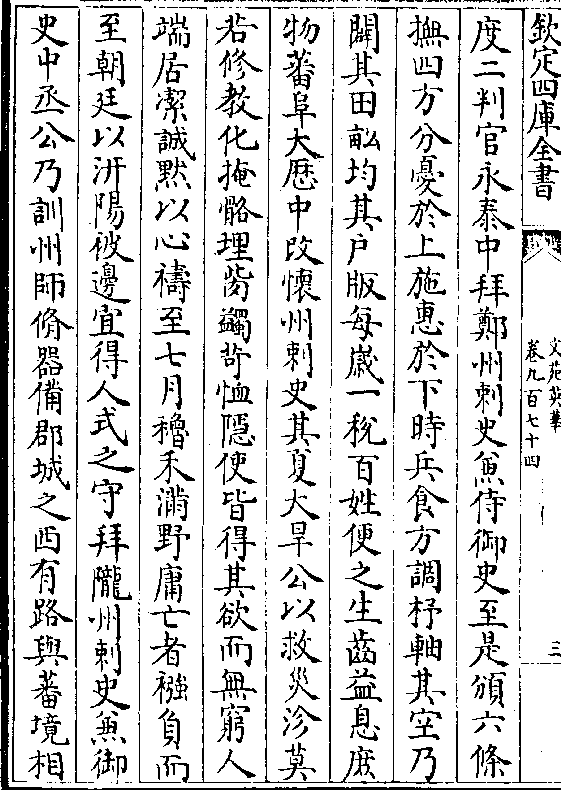 欽定四庫全書
文苑英華
卷九百七十四
三
度二判官永泰中拜鄭州刺史兼侍御史至是頒六條
撫四方分憂於上施惠於下時兵食方調杼軸其空乃
闢其田畝均其户版每歲一稅百姓便之生齒益息庶
物蕃阜大厯中改懷州刺史其夏大旱公以救災沴莫
若修教化掩骼埋胔蠲苛恤隱使皆得其欲而無窮人
端居潔誠默以心禱至七月穭禾滿野庸亡者襁負而
至朝廷以汧陽被邊宜得人式之守拜隴州刺史兼御
史中丞公乃訓州師脩器備郡城之西有路與蕃境相